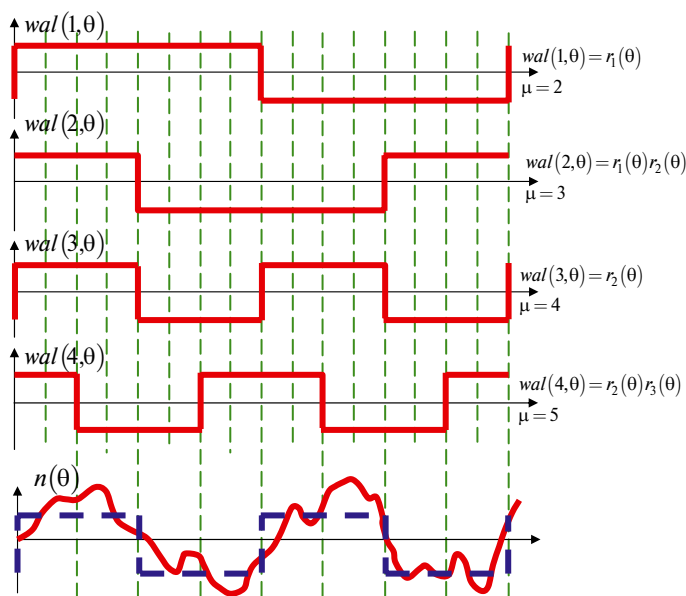 wal(1,θ)
wal(1,θ)=r₁(θ)
μ=2
wal(2,θ)
wal(2,θ)=r₁(θ)r₂(θ)
μ=3
wal(3,θ)
wal(3,θ)=r₂(θ)
μ=4
wal(4,θ)
wal(4,θ)=r₂(θ)r₃(θ)
μ=5
n(θ)